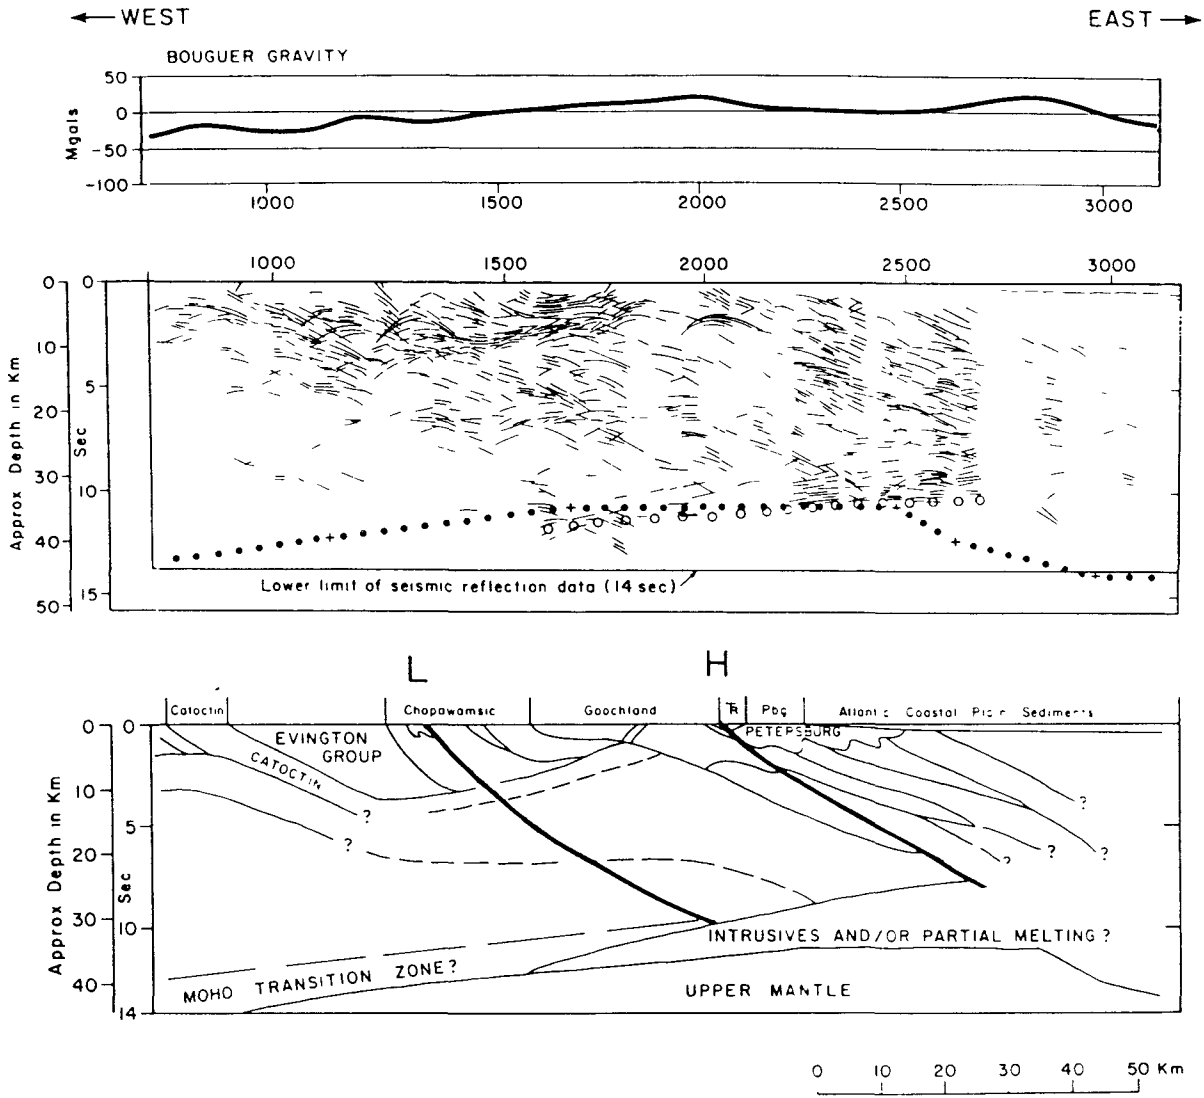 WEST EAST
BOUGUER GRAVITY
Mgals
50
0
-50
-100
1000 1500 2000 2500 3000
1000 1500 2000 2500 3000
Approx Depth in Km
0
10
20
30
40
50
Sec
0
5
10
15
Lower limit of seismic reflection data (14 sec)
L H
Catoctin Chopawamsic Goochland TR Pbg Atlantic Coastal Plain Sediments
Approx Depth in Km
0
10
20
30
40
Sec
0
5
10
14
EVINGTON
GROUP
CATOCTIN
PETERSBURG
? ? ? ? ? ?
INTRUSIVES AND/OR PARTIAL MELTING?
MOHO TRANSITION ZONE?
UPPER MANTLE
0 10 20 30 40 50 Km